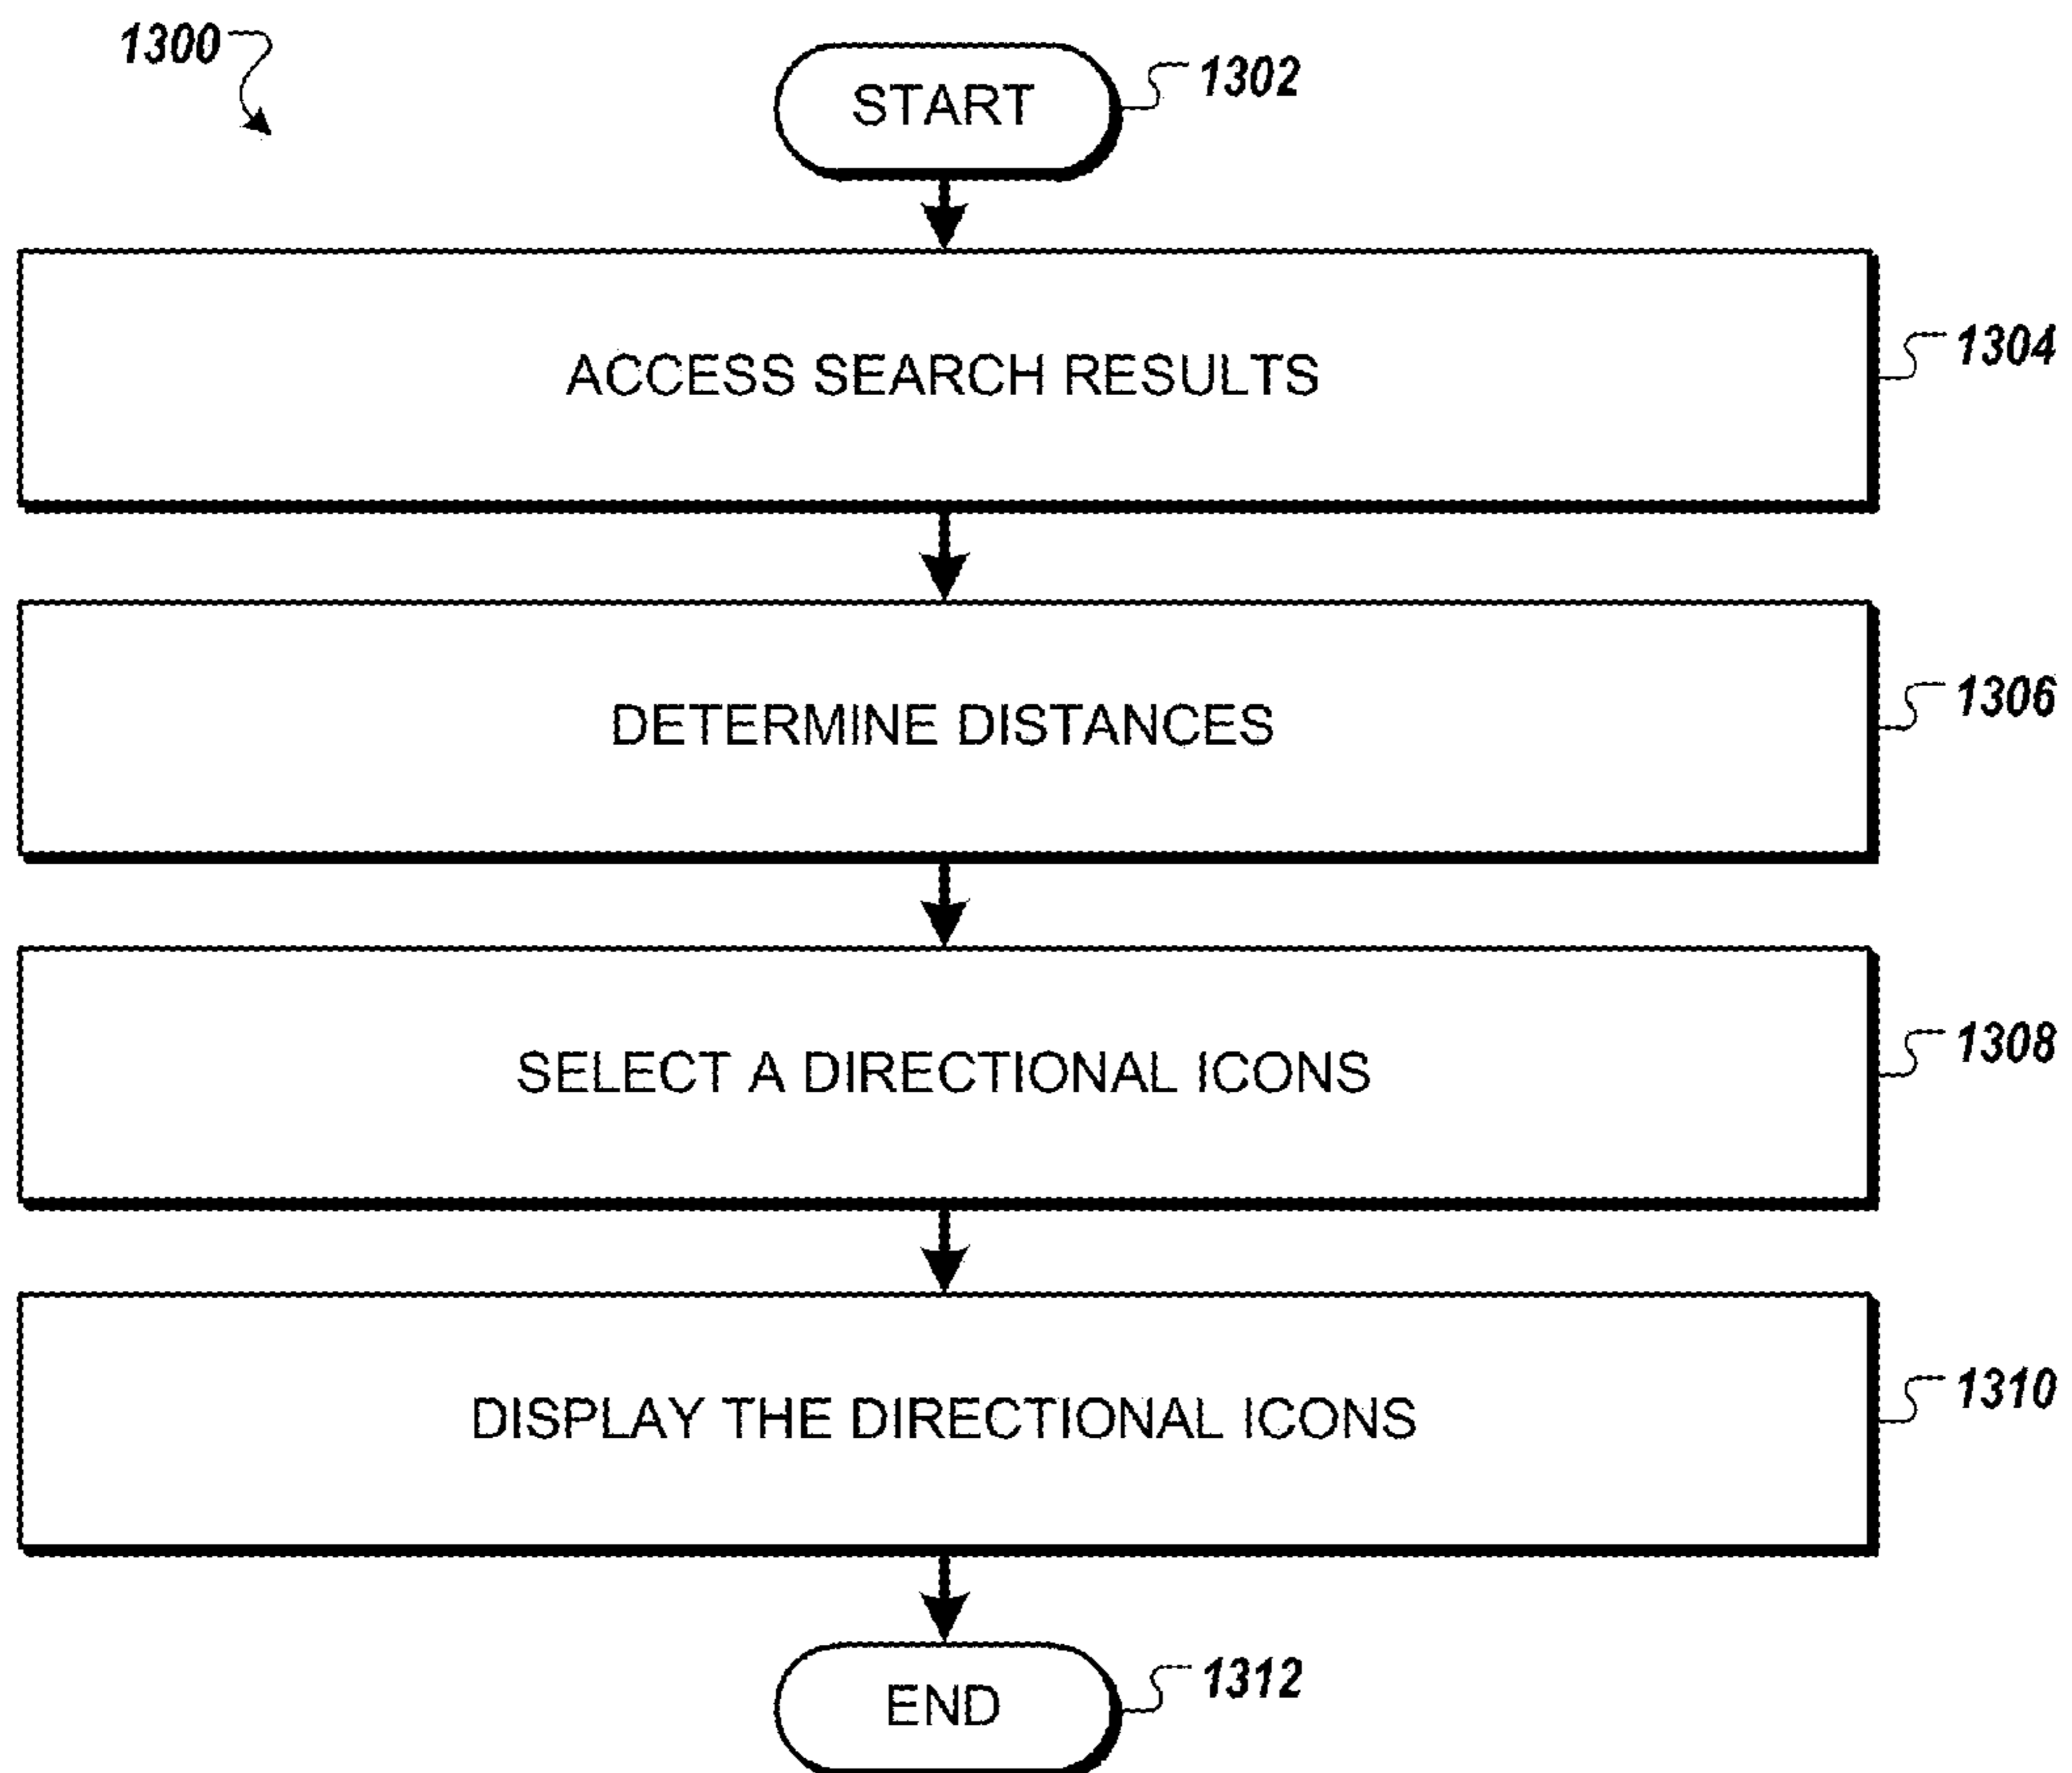 1300
START
1302
ACCESS SEARCH RESULTS
1304
DETERMINE DISTANCES
1306
SELECT A DIRECTIONAL ICONS
1308
DISPLAY THE DIRECTIONAL ICONS
1310
END
1312